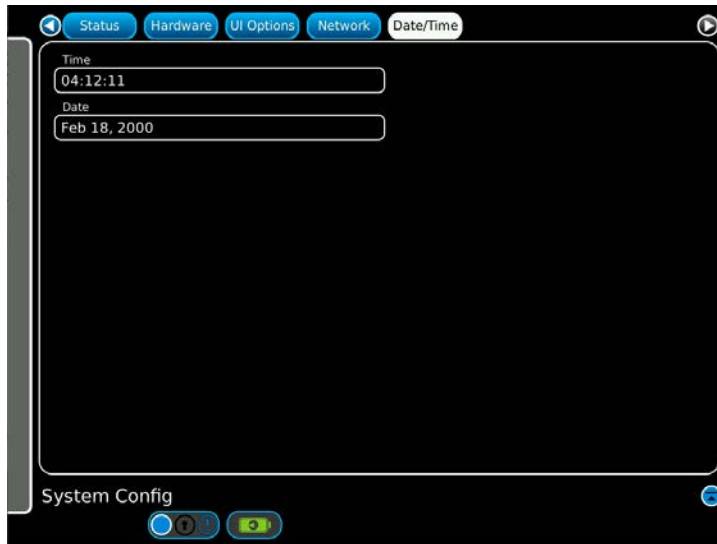 Status Hardware UI Options Network Date/Time
Time
04:12:11
Date
Feb 18, 2000
System Config